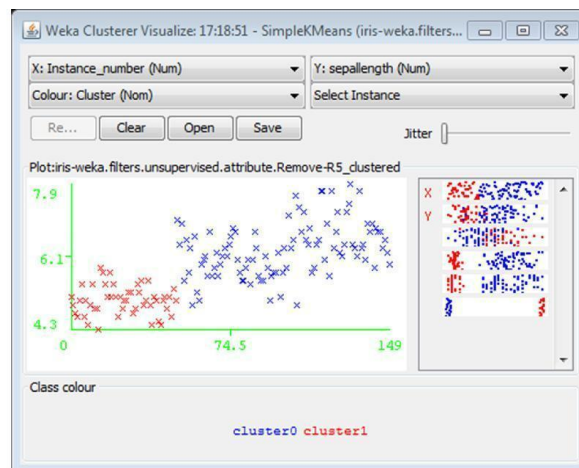 Weka Clusterer Visualize: 17:18:51 - SimpleKMeans (iris-weka.filters...
X: Instance_number (Num)
Y: sepallength (Num)
Colour: Cluster (Nom)
Select Instance
Re...
Clear
Open
Save
Jitter
Plot:iris-weka.filters.unsupervised.attribute.Remove-R5_clustered
7.9
6.1
4.3
0
74.5
149
X
Y
Class colour
cluster0 cluster1